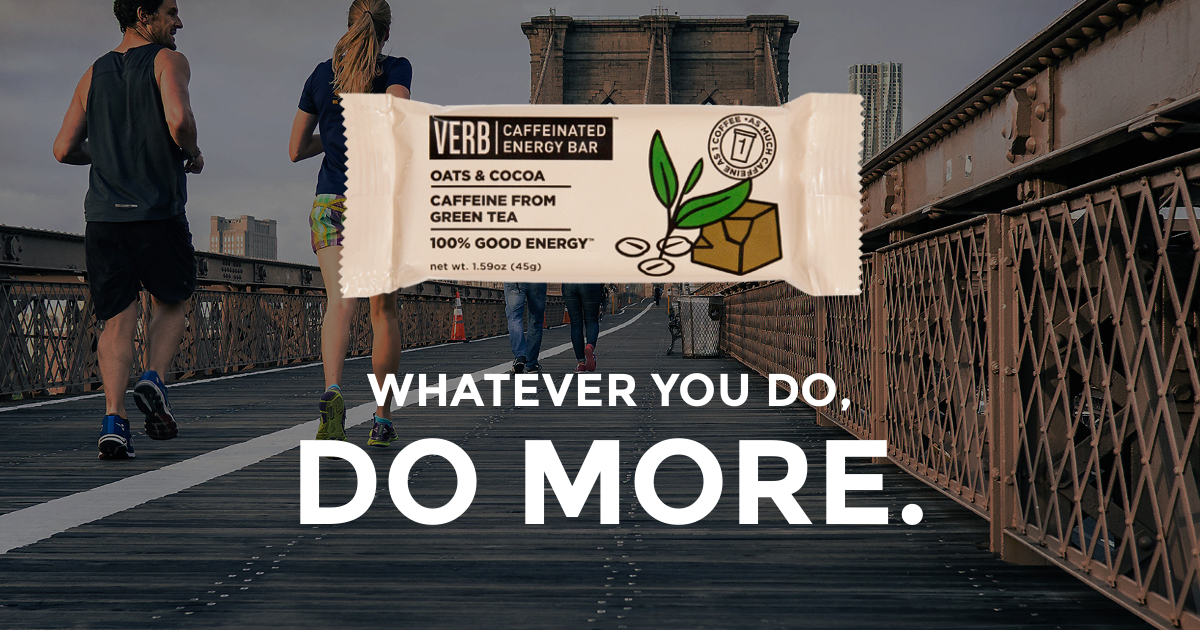 VERB | CAFFEINATED
ENERGY BAR™
OATS & COCOA
CAFFEINE FROM
GREEN TEA
100% GOOD ENERGY™
net wt. 1.59oz (45g)
• AS MUCH CAFFEINE AS 1 COFFEE
1
WHATEVER YOU DO,
DO MORE.